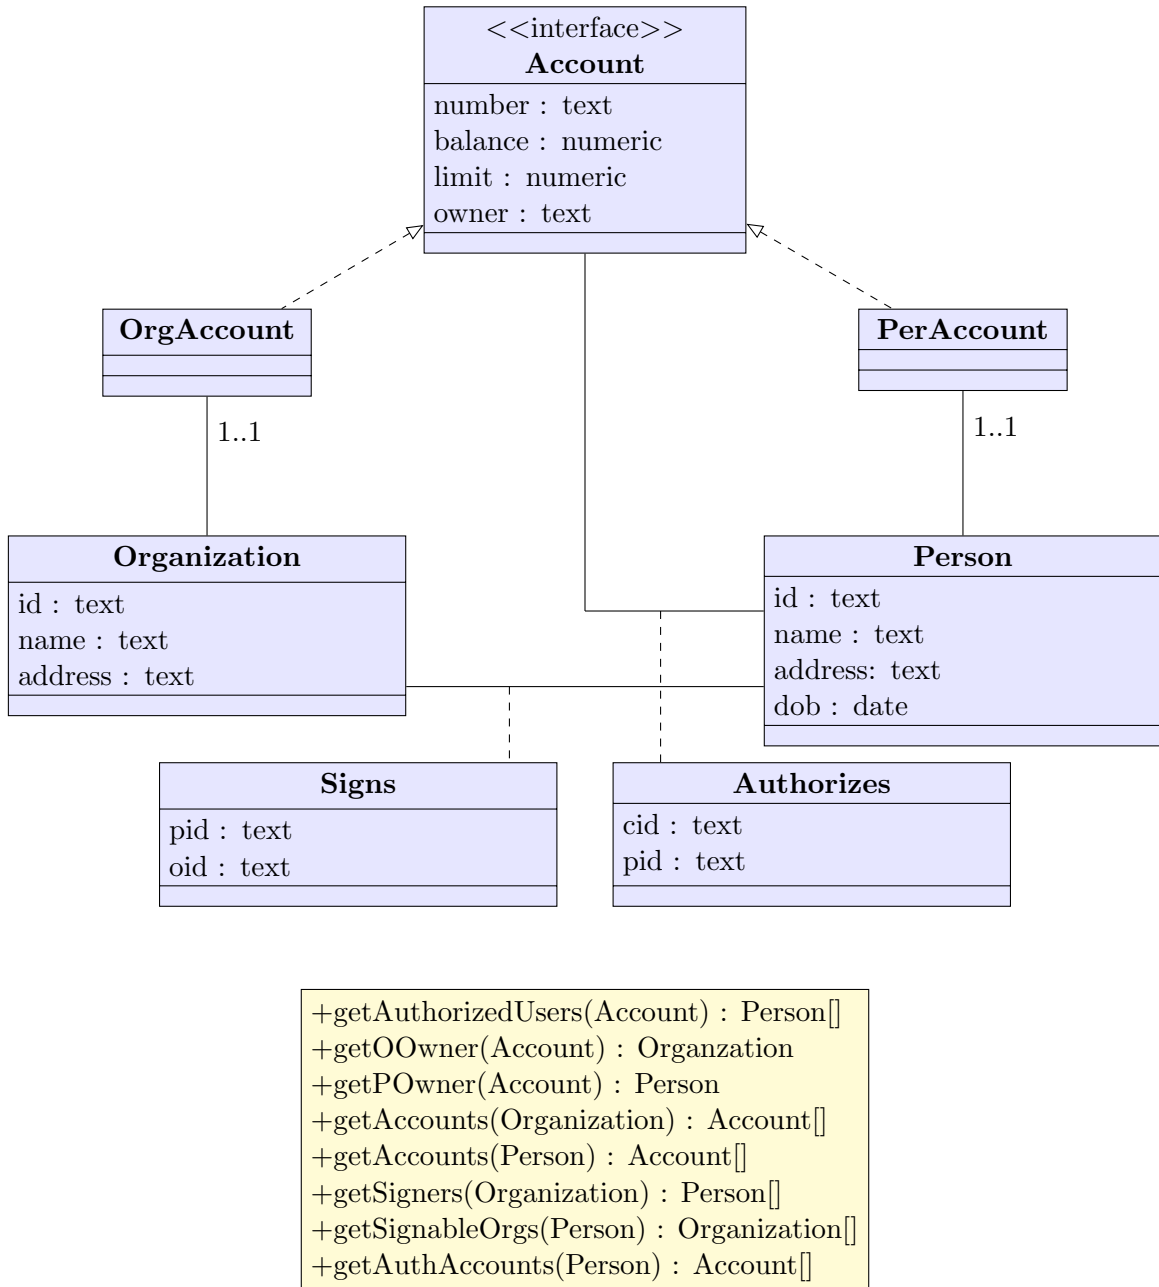 <<interface>>
Account
number : text
balance : numeric
limit : numeric
owner : text
OrgAccount
PerAccount
1..1
1..1
Organization
id : text
name : text
address : text
Person
id : text
name : text
address: text
dob : date
Signs
pid : text
oid : text
Authorizes
cid : text
pid : text
+getAuthorizedUsers(Account) : Person[]
+getOOwner(Account) : Organzation
+getPOwner(Account) : Person
+getAccounts(Organization) : Account[]
+getAccounts(Person) : Account[]
+getSigners(Organization) : Person[]
+getSignableOrgs(Person) : Organization[]
+getAuthAccounts(Person) : Account[]